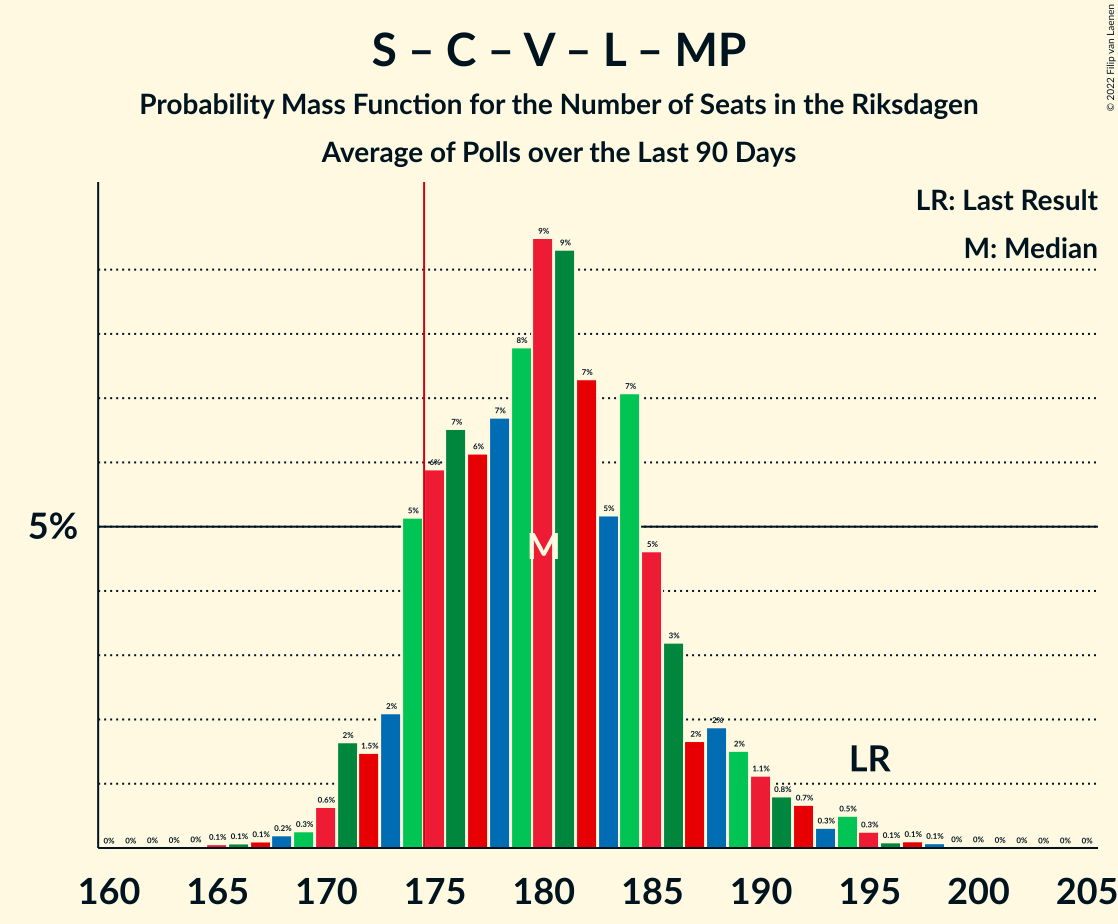 S – C – V – L – MP
Probability Mass Function for the Number of Seats in the Riksdagen
Average of Polls over the Last 90 Days
© 2022 Filip van Laenen
LR: Last Result
M: Median
5%
0% 0% 0% 0% 0% 0.1% 0.1% 0.1% 0.2% 0.3% 0.6% 2% 1.5% 2% 5% 6% 7% 6% 7% 8% 9% 9% 7% 5% 7% 5% 3% 2% 2% 2% 1.1% 0.8% 0.7% 0.3% 0.5% 0.3% 0.1% 0.1% 0.1% 0% 0% 0% 0% 0% 0% 0%
M
LR
160 165 170 175 180 185 190 195 200 205